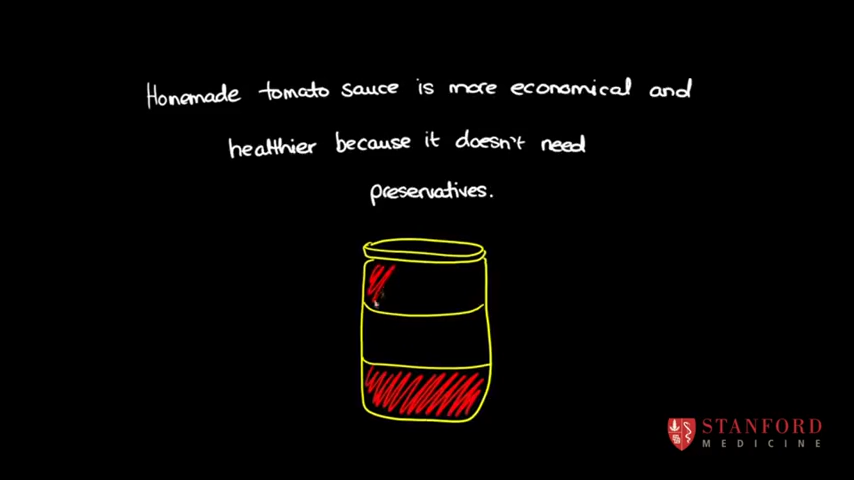 Homemade tomato sauce is more economical and
healthier because it doesn't need
preservatives.
STANFORD
MEDICINE